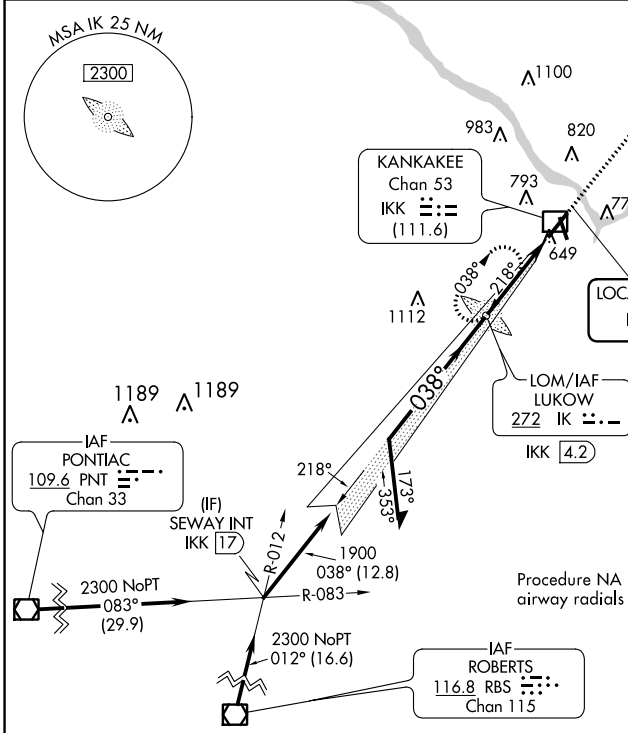 MSA IK 25 NM
2300
1100
983
820
KANKAKEE
Chan 53
IKK
(111.6)
793
77
649
038°
218°
1112
LOCA
LOM/IAF
LUKOW
272 IK
IKK 4.2
038°
1189
1189
IAF
PONTIAC
109.6 PNT
Chan 33
218°
173°
353°
(IF)
SEWAY INT
IKK 17
R-012
1900
038° (12.8)
2300 NoPT
083°
(29.9)
R-083
Procedure NA
airway radials
2300 NoPT
012° (16.6)
IAF
ROBERTS
116.8 RBS
Chan 115